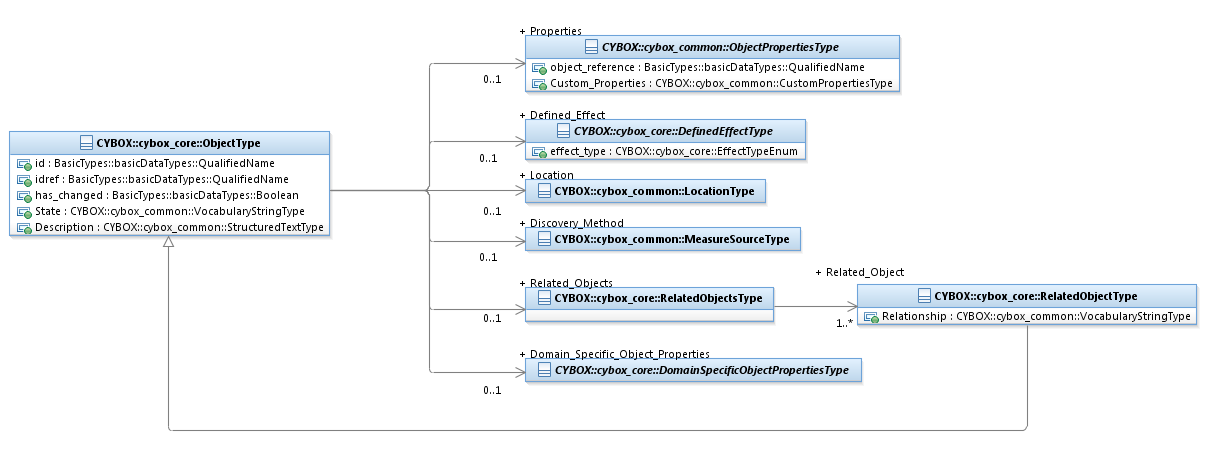 + Properties
CYBOX::cybox_common::ObjectPropertiesType
object_reference : BasicTypes::basicDataTypes::QualifiedName
Custom_Properties : CYBOX::cybox_common::CustomPropertiesType
0..1
+ Defined_Effect
CYBOX::cybox_core::DefinedEffectType
effect_type : CYBOX::cybox_core::EffectTypeEnum
0..1
CYBOX::cybox_core::ObjectType
id : BasicTypes::basicDataTypes::QualifiedName
idref : BasicTypes::basicDataTypes::QualifiedName
has_changed : BasicTypes::basicDataTypes::Boolean
State : CYBOX::cybox_common::VocabularyStringType
Description : CYBOX::cybox_common::StructuredTextType
+ Location
CYBOX::cybox_common::LocationType
0..1
+ Discovery_Method
CYBOX::cybox_common::MeasureSourceType
0..1
+ Related_Objects
CYBOX::cybox_core::RelatedObjectsType
0..1
+ Related_Object
CYBOX::cybox_core::RelatedObjectType
Relationship : CYBOX::cybox_common::VocabularyStringType
1..*
+ Domain_Specific_Object_Properties
CYBOX::cybox_core::DomainSpecificObjectPropertiesType
0..1